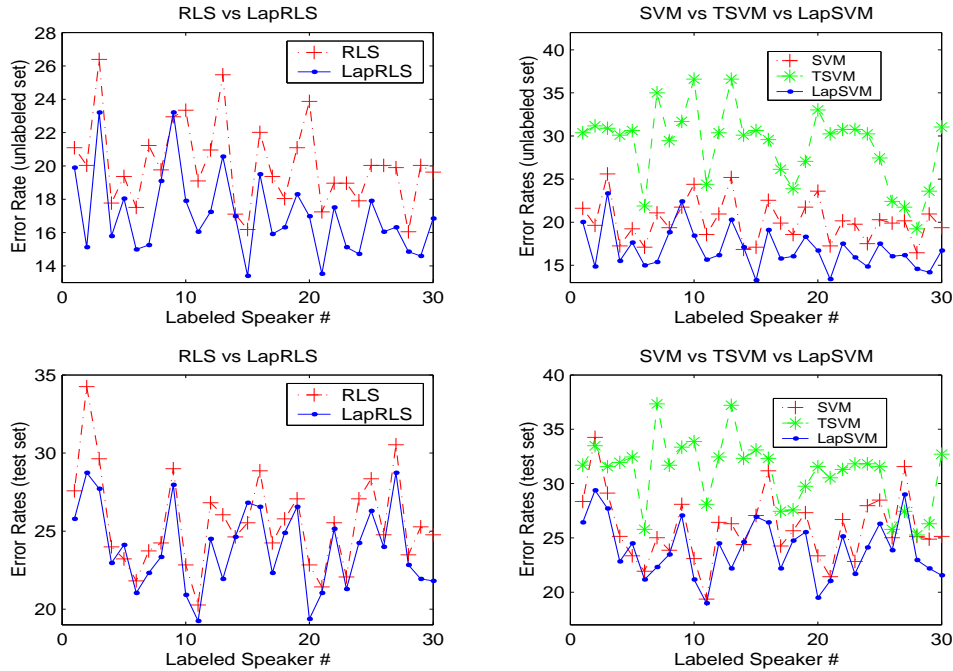 RLS vs LapRLS
28
26
24
22
20
18
16
14
0
10
20
30
Error Rate (unlabeled set)
Labeled Speaker #
RLS
LapRLS
SVM vs TSVM vs LapSVM
40
35
30
25
20
15
0
10
20
30
Error Rates (unlabeled set)
Labeled Speaker #
SVM
TSVM
LapSVM
RLS vs LapRLS
35
30
25
20
0
10
20
30
Error Rates (test set)
Labeled Speaker #
RLS
LapRLS
SVM vs TSVM vs LapSVM
40
35
30
25
20
0
10
20
30
Error Rates (test set)
Labeled Speaker #
SVM
TSVM
LapSVM